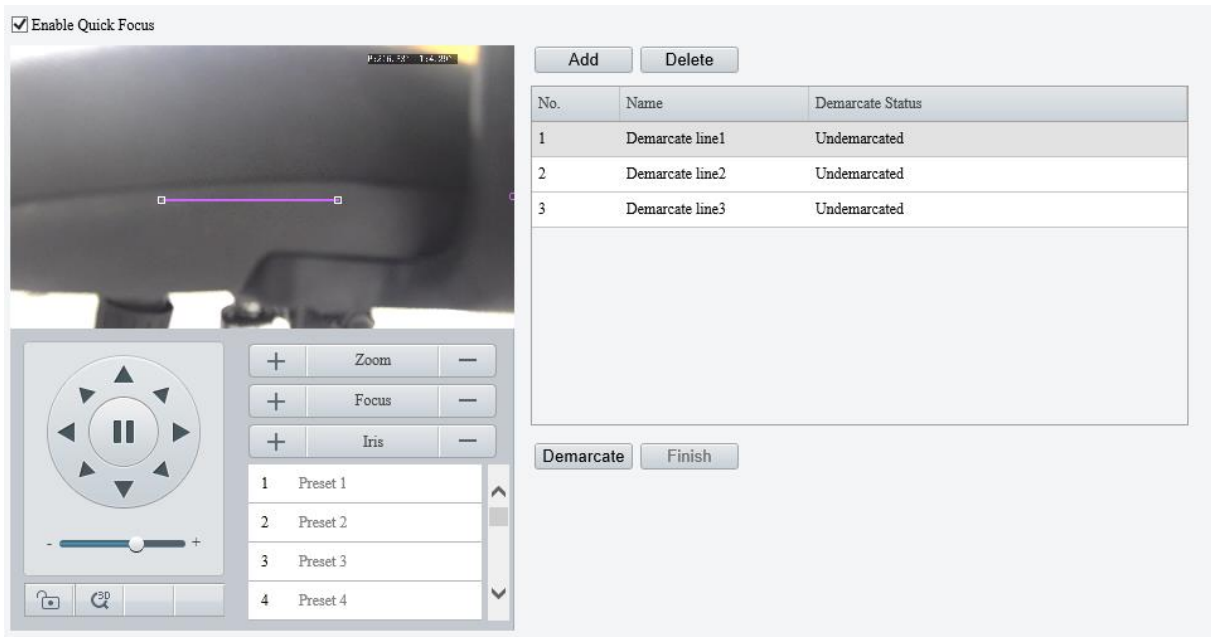 Enable Quick Focus
Add
Delete
No. Name Demarcate Status
1 Demarcate line1 Undemarcated
2 Demarcate line2 Undemarcated
3 Demarcate line3 Undemarcated
+ Zoom −
+ Focus −
+ Iris −
1 Preset 1
2 Preset 2
3 Preset 3
4 Preset 4
- +
3D
Demarcate
Finish